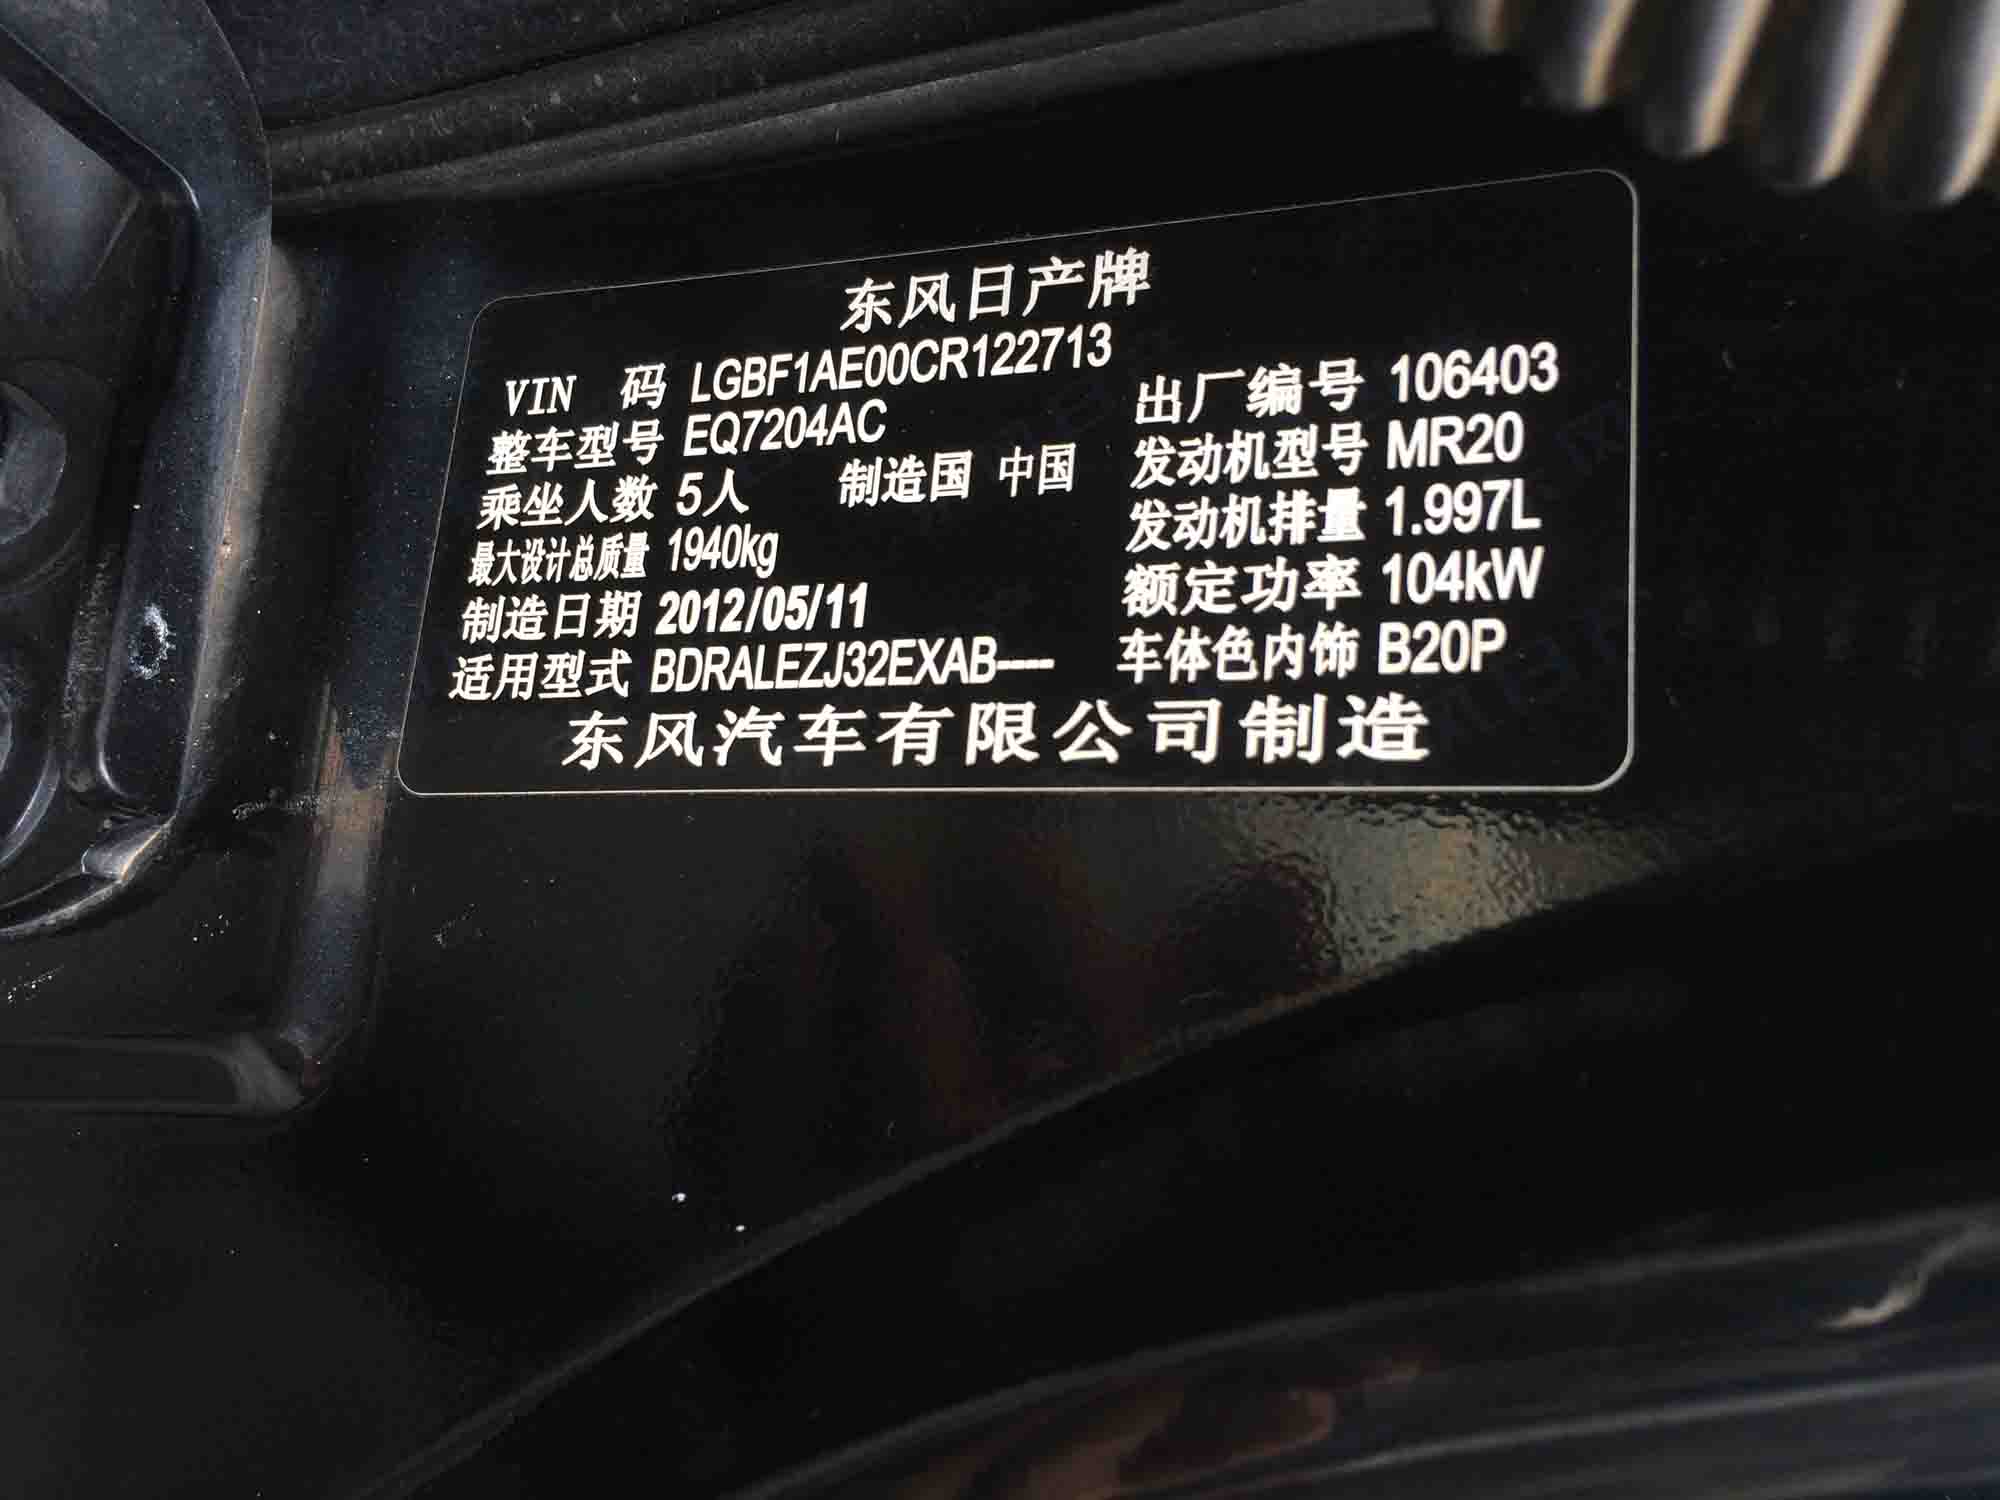 东风日产牌
VIN 码 LGBF1AE00CR122713
整车型号 EQ7204AC
乘坐人数 5人 制造国 中国
最大设计总质量 1940kg
制造日期 2012/05/11
适用型式 BDRALEZJ32EXAB----
出厂编号 106403
发动机型号 MR20
发动机排量 1.997L
额定功率 104kW
车体色内饰 B20P
东风汽车有限公司制造